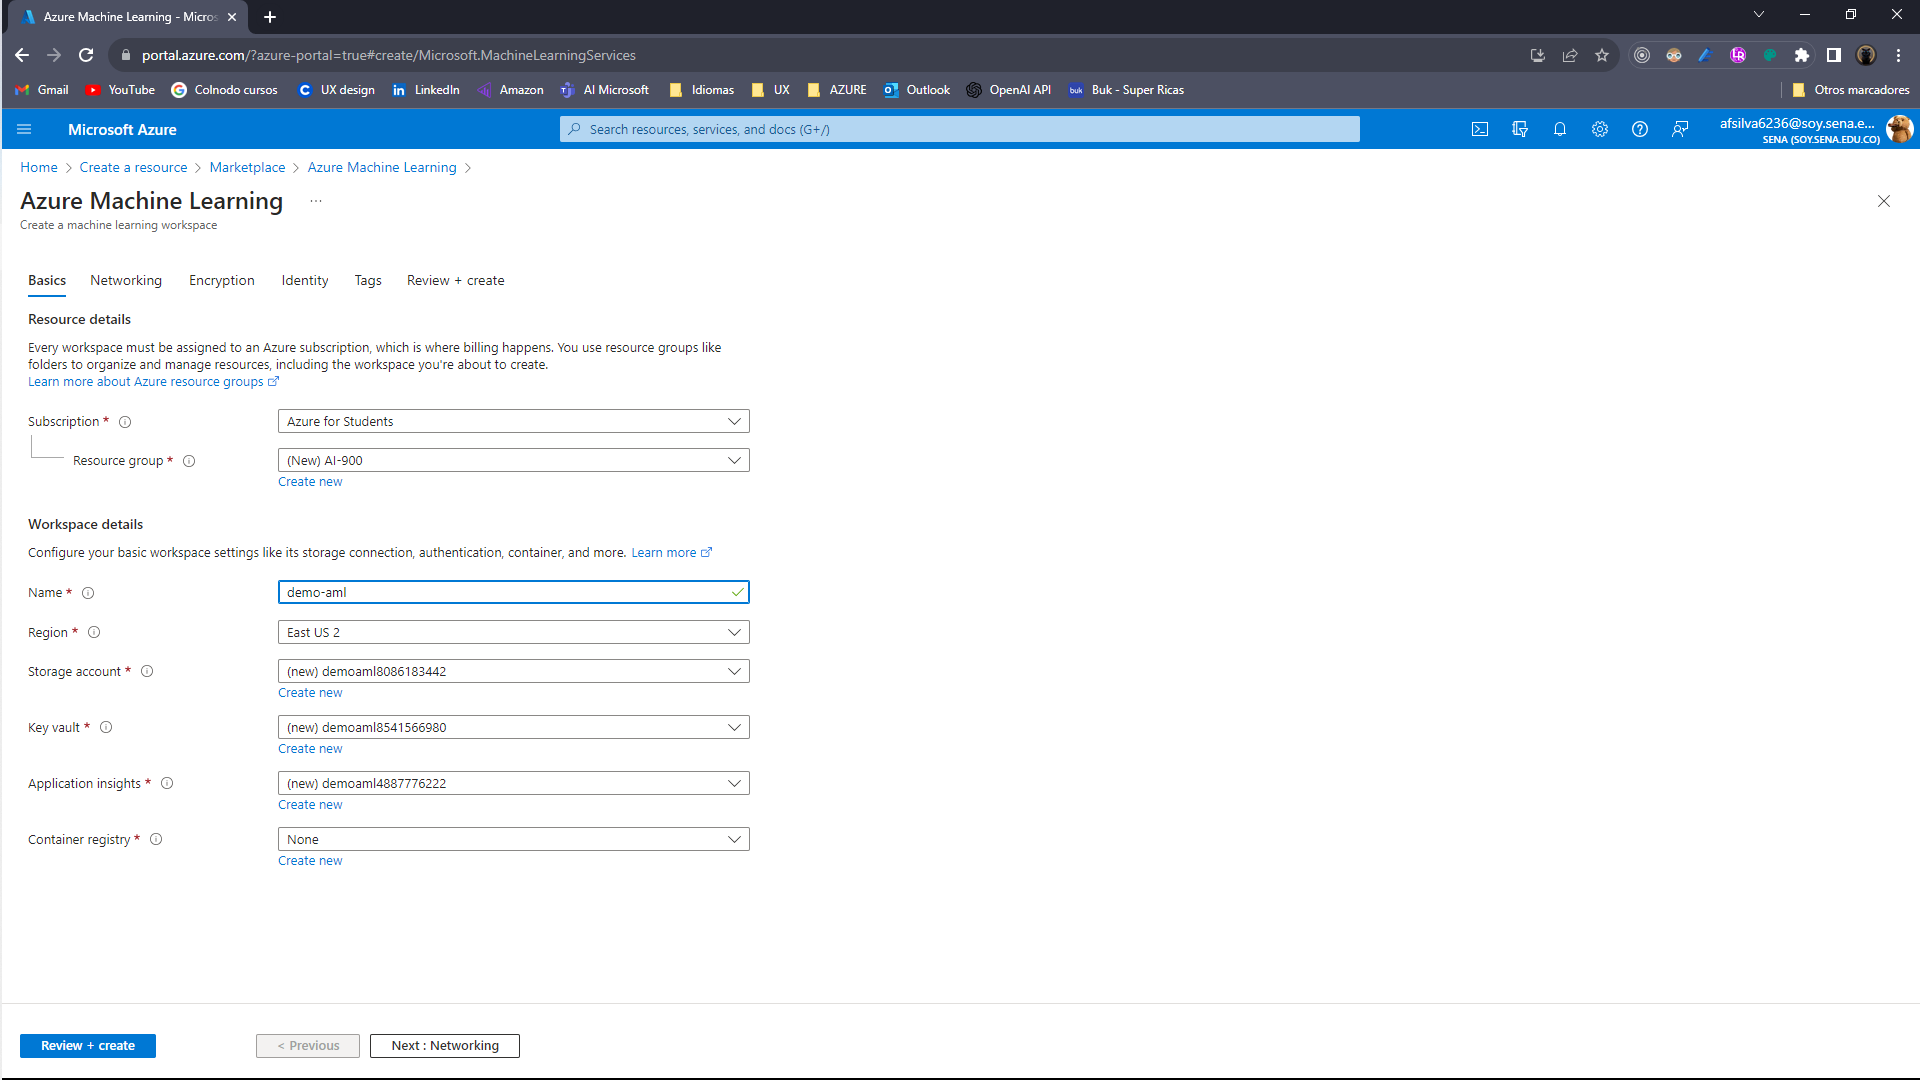 Azure Machine Learning - Micros
portal.azure.com/?azure-portal=true#create/Microsoft.MachineLearningServices
Gmail YouTube Colnodo cursos UX design LinkedIn Amazon AI Microsoft Idiomas UX AZURE Outlook OpenAI API buk Buk - Super Ricas Otros marcadores
Microsoft Azure Search resources, services, and docs (G+/) afsilva6236@soy.sena.e...
SENA (SOY.SENA.EDU.CO)
Home > Create a resource > Marketplace > Azure Machine Learning >
Azure Machine Learning ...
Create a machine learning workspace
Basics Networking Encryption Identity Tags Review + create
Resource details
Every workspace must be assigned to an Azure subscription, which is where billing happens. You use resource groups like
folders to organize and manage resources, including the workspace you're about to create.
Learn more about Azure resource groups
Subscription * Azure for Students
Resource group * (New) AI-900
Create new
Workspace details
Configure your basic workspace settings like its storage connection, authentication, container, and more. Learn more
Name * demo-aml
Region * East US 2
Storage account * (new) demoaml8086183442
Create new
Key vault * (new) demoaml8541566980
Create new
Application insights * (new) demoaml4887776222
Create new
Container registry * None
Create new
Review + create < Previous Next : Networking